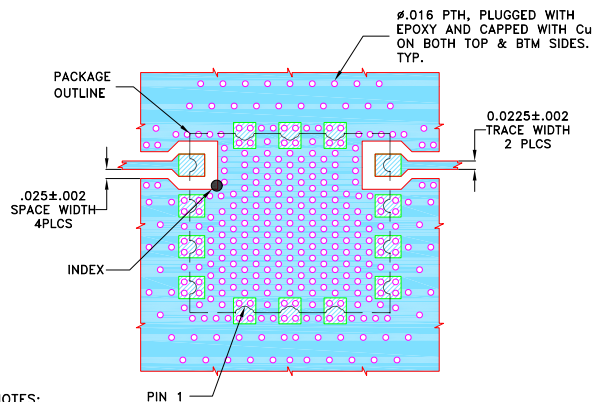 ø.016 PTH, PLUGGED WITH
EPOXY AND CAPPED WITH Cu
ON BOTH TOP & BTM SIDES.
TYP.
PACKAGE
OUTLINE
0.0225±.002
TRACE WIDTH
2 PLCS
.025±.002
SPACE WIDTH
4PLCS
INDEX
PIN 1
NOTES: